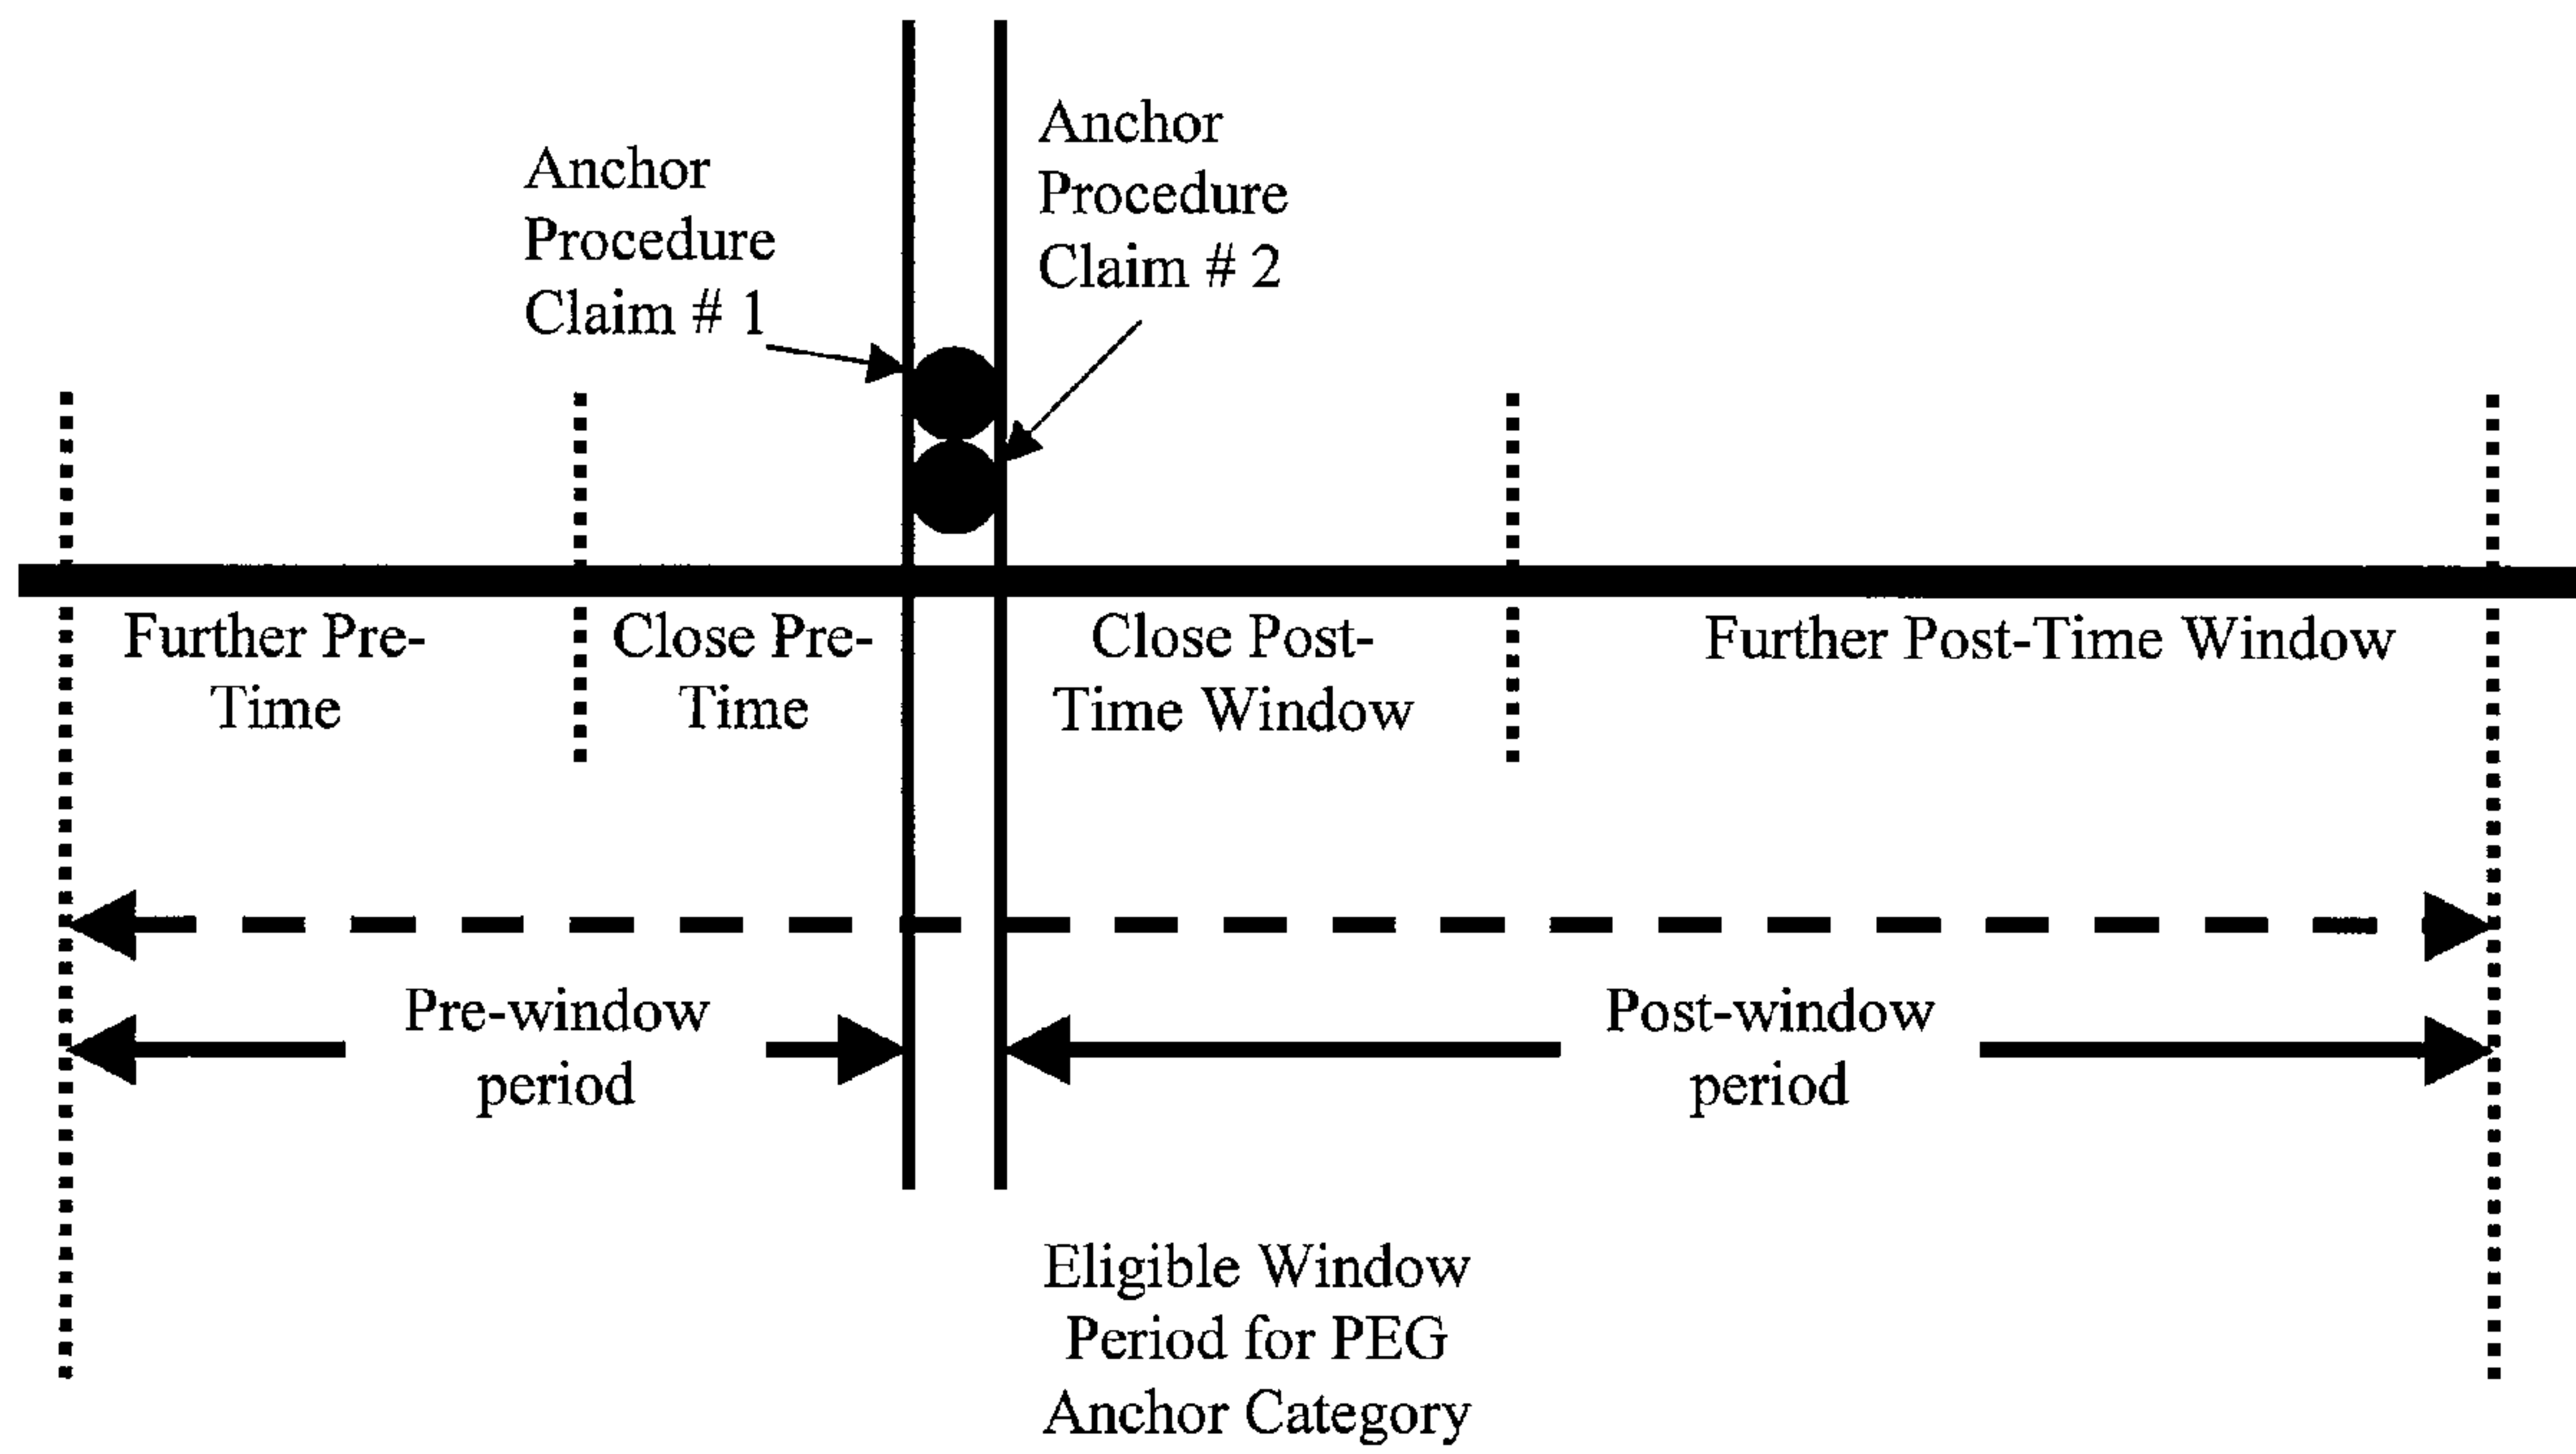 Anchor
Procedure
Claim # 1
Anchor
Procedure
Claim # 2
Further Pre-
Time
Close Pre-
Time
Close Post-
Time Window
Further Post-Time Window
Pre-window
period
Post-window
period
Eligible Window
Period for PEG
Anchor Category